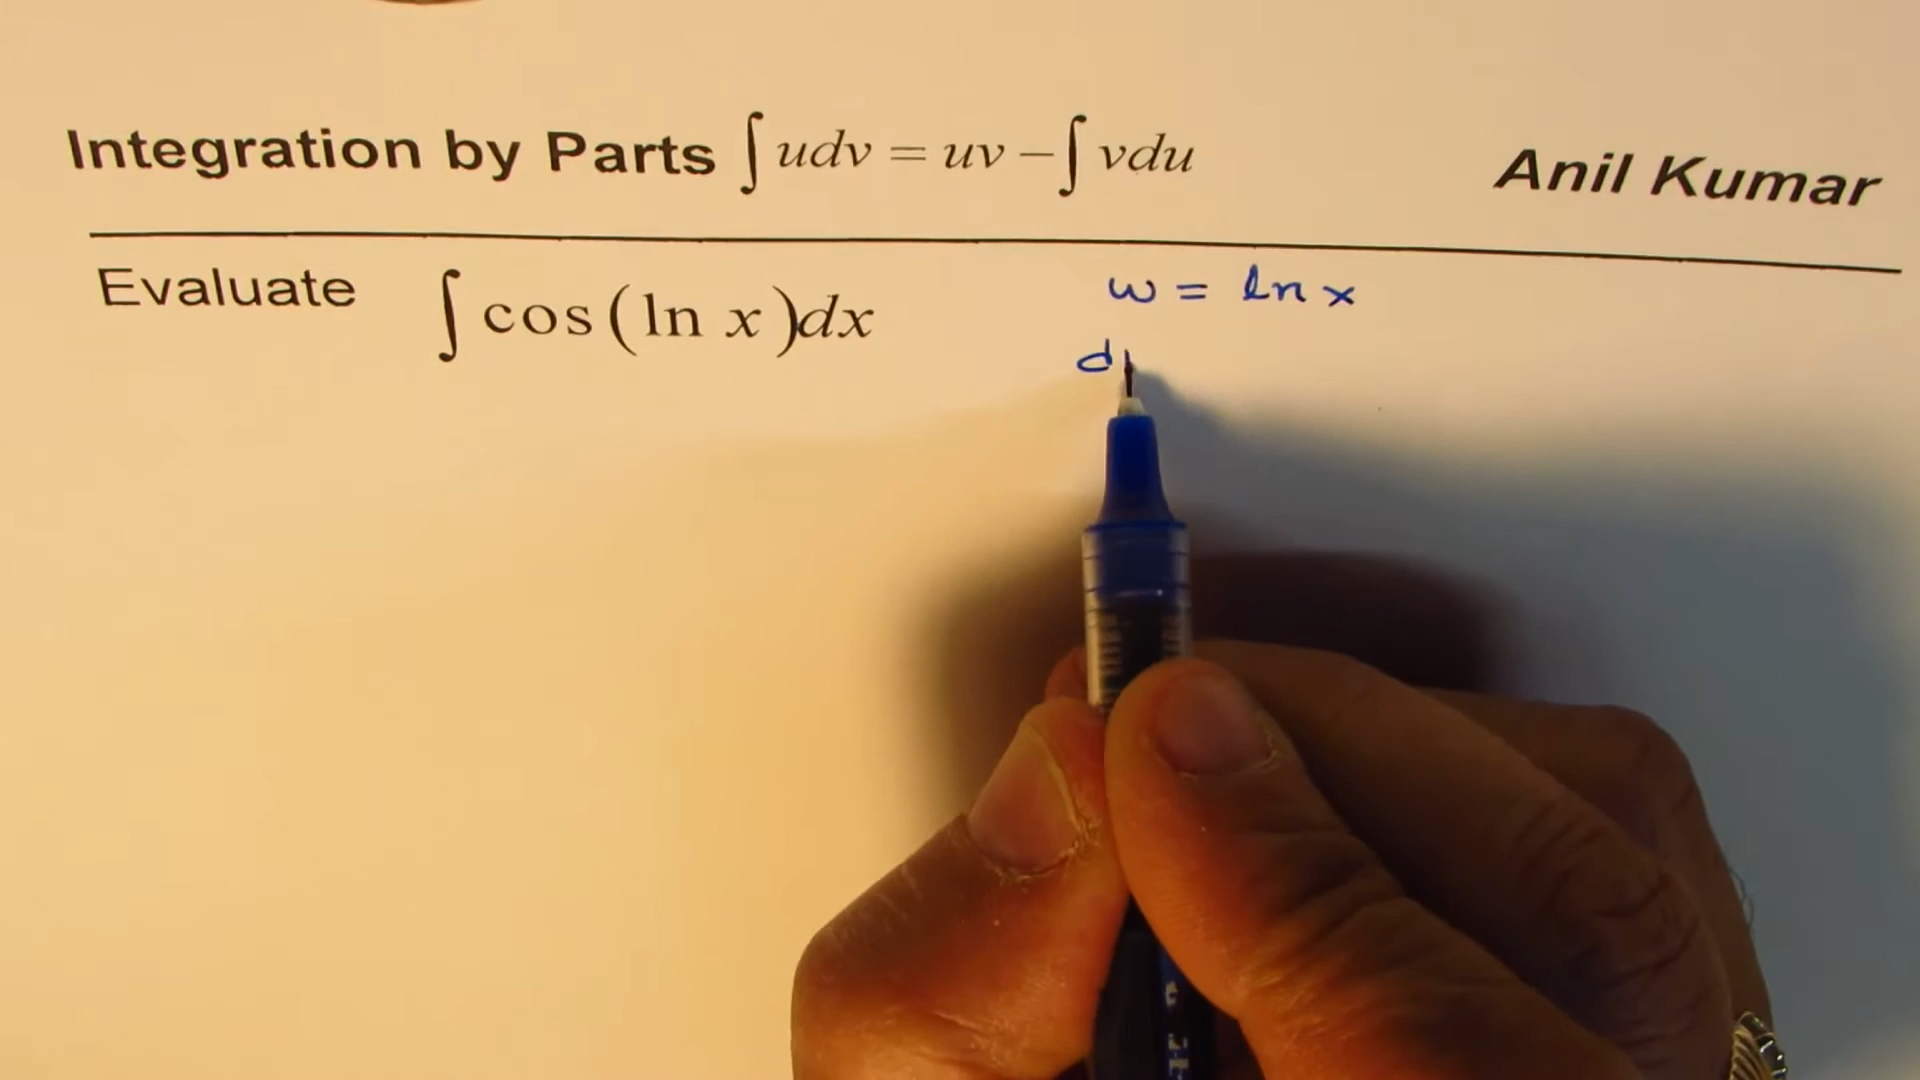 Integration by Parts ∫udv = uv − ∫vdu
Anil Kumar
Evaluate ∫cos(ln x)dx
w = ln x
d